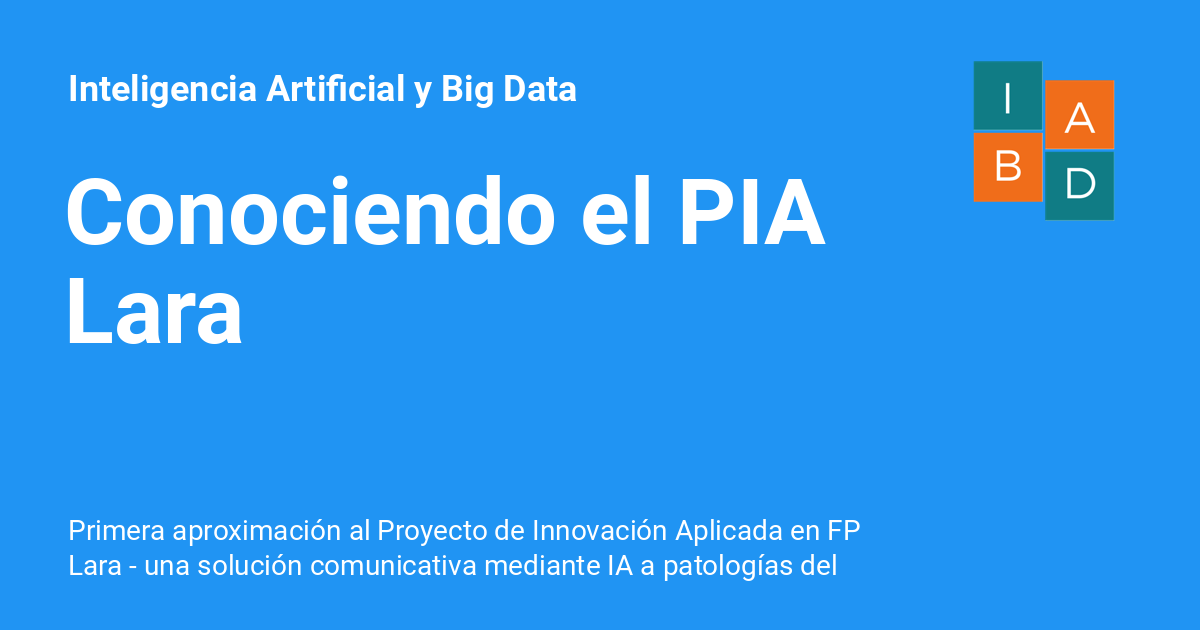 Inteligencia Artificial y Big Data
I A
B D
Conociendo el PIA
Lara
Primera aproximación al Proyecto de Innovación Aplicada en FP
Lara - una solución comunicativa mediante IA a patologías del